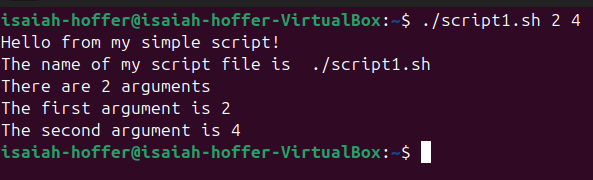 isaiah-hoffer@isaiah-hoffer-VirtualBox:~$ ./script1.sh 2 4
Hello from my simple script!
The name of my script file is  ./script1.sh
There are 2 arguments
The first argument is 2
The second argument is 4
isaiah-hoffer@isaiah-hoffer-VirtualBox:~$